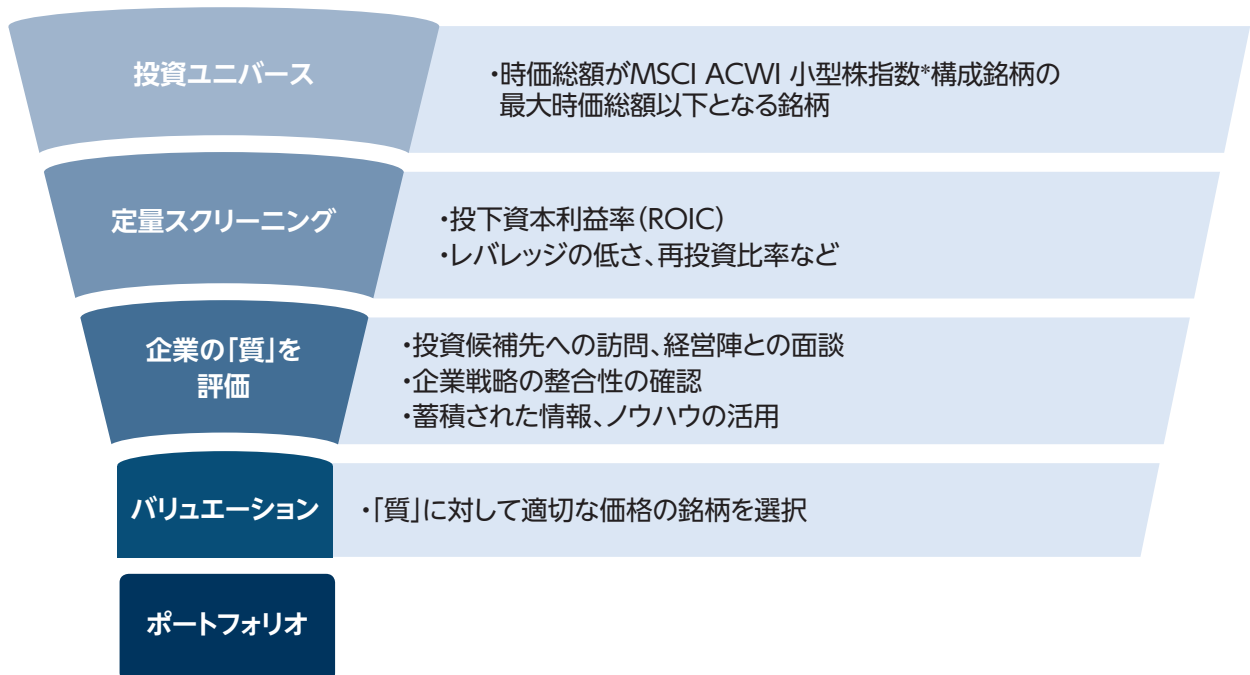 投資ユニバース
・時価総額がMSCI ACWI 小型株指数*構成銘柄の
最大時価総額以下となる銘柄
定量スクリーニング
・投下資本利益率(ROIC)
・レバレッジの低さ、再投資比率など
企業の「質」を
評価
・投資候補先への訪問、経営陣との面談
・企業戦略の整合性の確認
・蓄積された情報、ノウハウの活用
バリュエーション
・「質」に対して適切な価格の銘柄を選択
ポートフォリオ